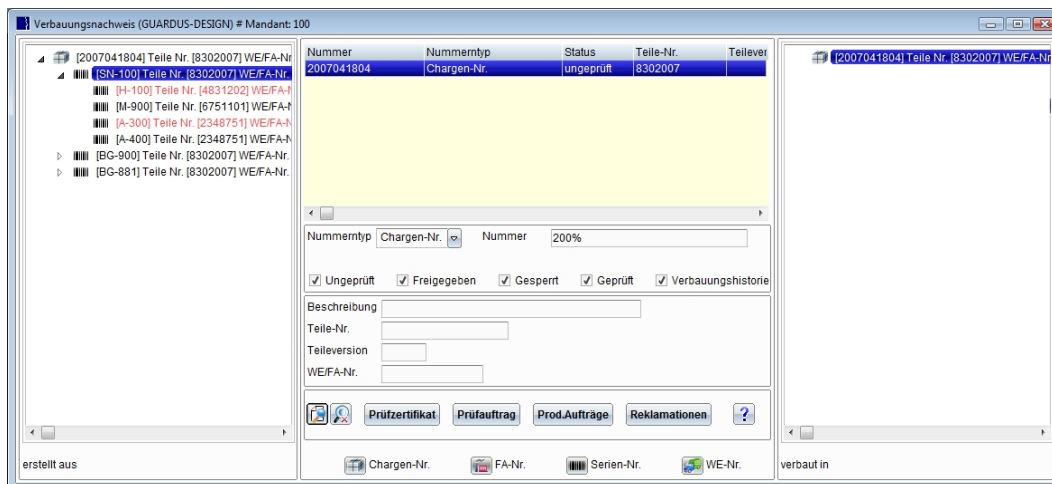 Verbauungsnachweis (GUARDUS-DESIGN) # Mandant: 100
[2007041804] Teile Nr. [8302007] WE/FA-Nr
[SN-100] Teile Nr. [8302007] WE/FA-Nr.
[H-100] Teile Nr. [4831202] WE/FA-N
[M-900] Teile Nr. [6751101] WE/FA-N
[A-300] Teile Nr. [2348751] WE/FA-N
[A-400] Teile Nr. [2348751] WE/FA-N
[BG-900] Teile Nr. [8302007] WE/FA-Nr.
[BG-881] Teile Nr. [8302007] WE/FA-Nr.
erstellt aus
Nummer Nummerntyp Status Teile-Nr. Teilever
2007041804 Chargen-Nr. ungeprüft 8302007
Nummerntyp Chargen-Nr. Nummer 200%
Ungeprüft Freigegeben Gesperrt Geprüft Verbauungshistorie
Beschreibung
Teile-Nr.
Teileversion
WE/FA-Nr.
Prüfzertifikat Prüfauftrag Prod.Aufträge Reklamationen ?
Chargen-Nr. FA-Nr. Serien-Nr. WE-Nr.
[2007041804] Teile Nr. [8302007] WE/FA-Nr
verbaut in